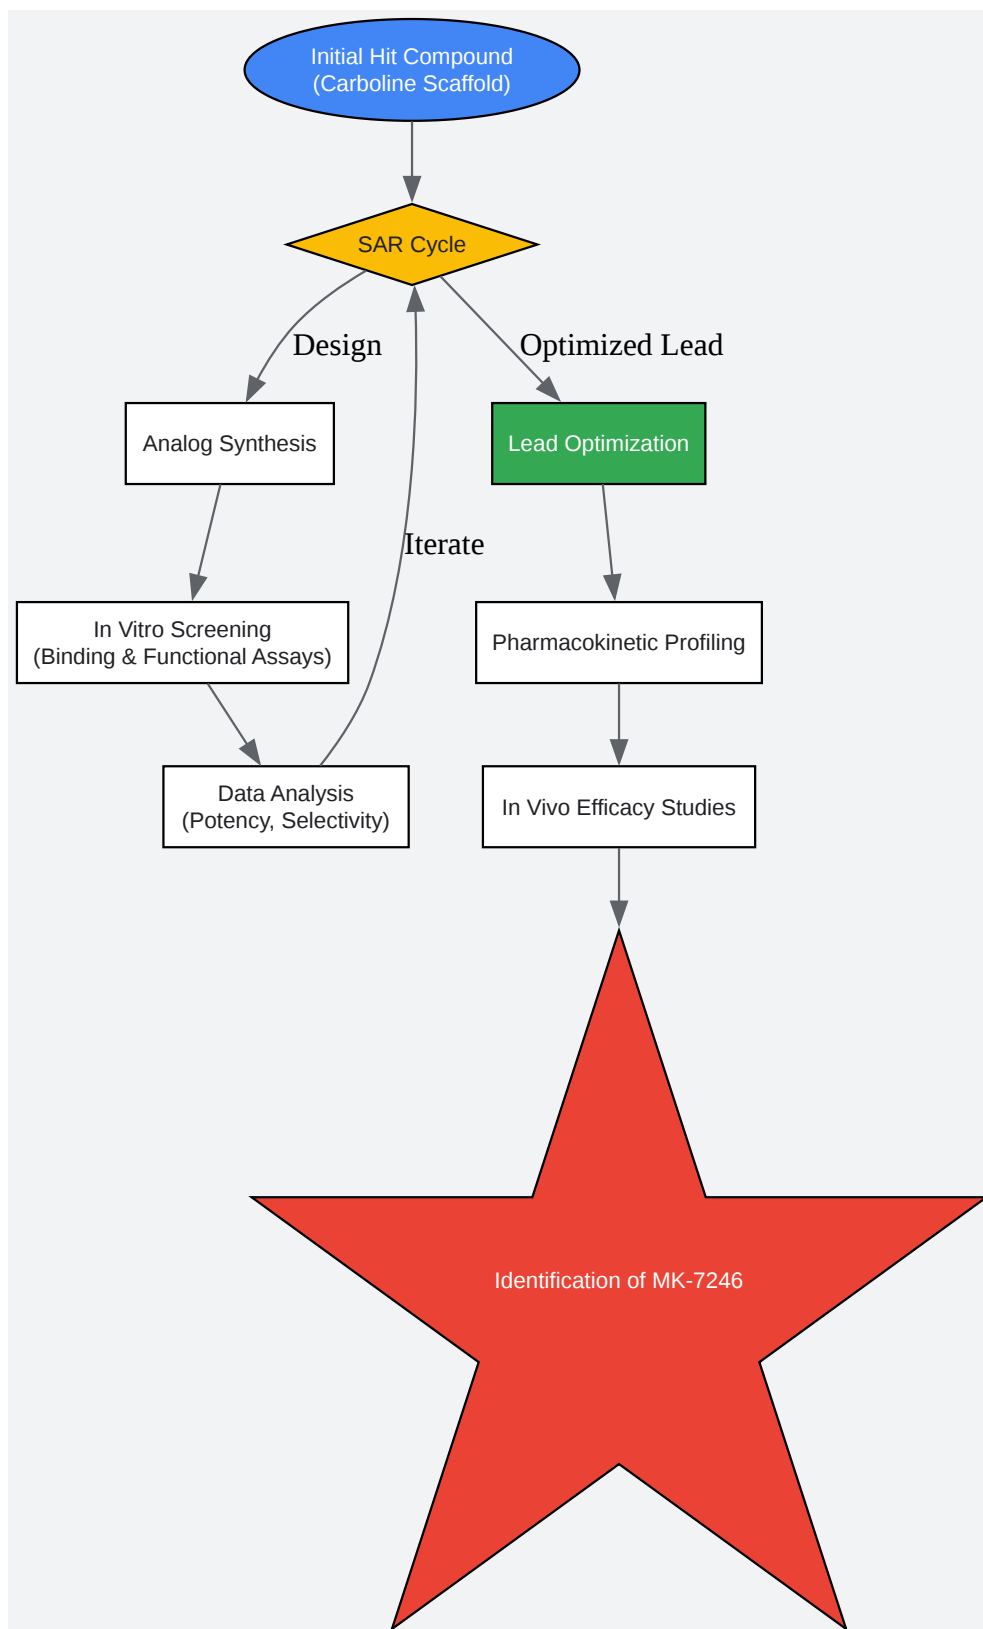 Initial Hit Compound
(Carboline Scaffold)
SAR Cycle
Design
Optimized Lead
Analog Synthesis
Lead Optimization
Iterate
In Vitro Screening
(Binding & Functional Assays)
Pharmacokinetic Profiling
Data Analysis
(Potency, Selectivity)
In Vivo Efficacy Studies
Identification of MK-7246